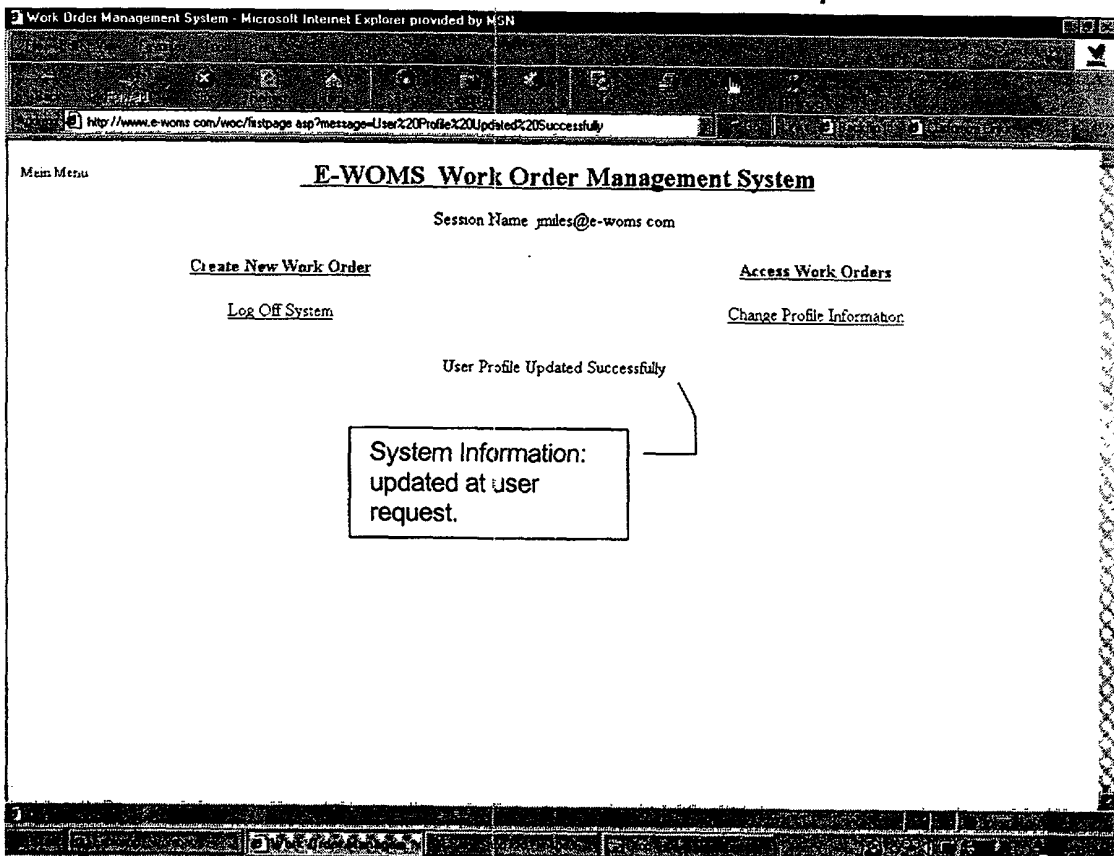 Work Order Management System - Microsoft Internet Explorer provided by MSN
http://www.e-woms com/woc/firstpage asp?message=User%20Profile%20Updated%20Successfully
Main Menu
E-WOMS Work Order Management System
Session Name jmiles@e-woms com
Create New Work Order
Access Work Orders
Log Off System
Change Profile Information
User Profile Updated Successfully
System Information:
updated at user
request.